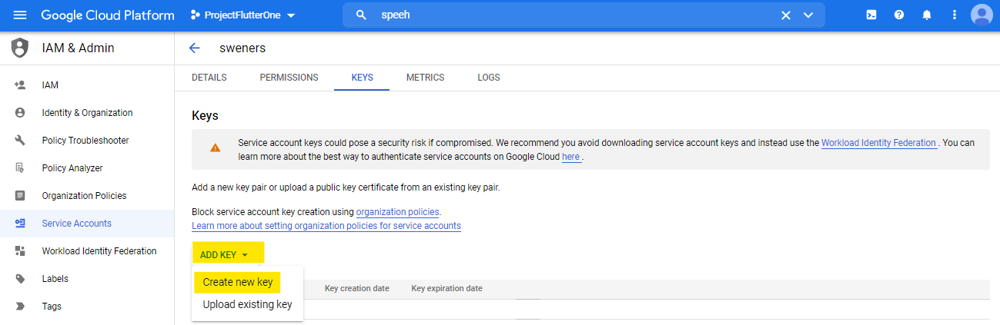 Google Cloud Platform ProjectFlutterOne speeh
IAM & Admin sweners
DETAILS PERMISSIONS KEYS METRICS LOGS
IAM
Identity & Organization
Policy Troubleshooter
Policy Analyzer
Organization Policies
Service Accounts
Workload Identity Federation
Labels
Tags
Keys
Service account keys could pose a security risk if compromised. We recommend you avoid downloading service account keys and instead use the Workload Identity Federation . You can
learn more about the best way to authenticate service accounts on Google Cloud here .
Add a new key pair or upload a public key certificate from an existing key pair.
Block service account key creation using organization policies.
Learn more about setting organization policies for service accounts
ADD KEY
Create new key
Upload existing key
Key creation date Key expiration date